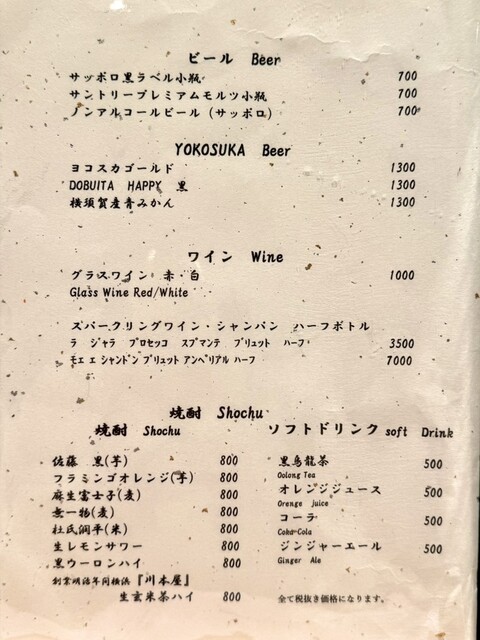 ビール Beer
サッポロ黒ラベル小瓶 700
サントリープレミアムモルツ小瓶 700
ノンアルコールビール（サッポロ） 700
YOKOSUKA Beer
ヨコスカゴールド 1300
DOBUITA HAPPY 黒 1300
横須賀産青みかん 1300
ワイン Wine
グラスワイン 赤・白 1000
Glass Wine Red/White
スパークリングワイン・シャンパン ハーフボトル
ラ ジャラ プロセッコ スプマンテ ブリュット ハーフ 3500
モエ エ シャンドン ブリュット アンペリアル ハーフ 7000
焼酎 Shochu
焼酎 Shochu
佐藤 黒(芋) 800
フラミンゴオレンジ(芋) 800
麻生富士子(麦) 800
無一物(麦) 800
杜氏潤平(米) 800
生レモンサワー 800
黒ウーロンハイ 800
創業明治年間横浜『川本屋』
生玄米茶ハイ 800
ソフトドリンク soft Drink
黒烏龍茶 500
Oolong Tea
オレンジジュース 500
Orenge juice
コーラ 500
Coka-Cola
ジンジャーエール 500
Ginger Ale
全て税抜き価格になります。